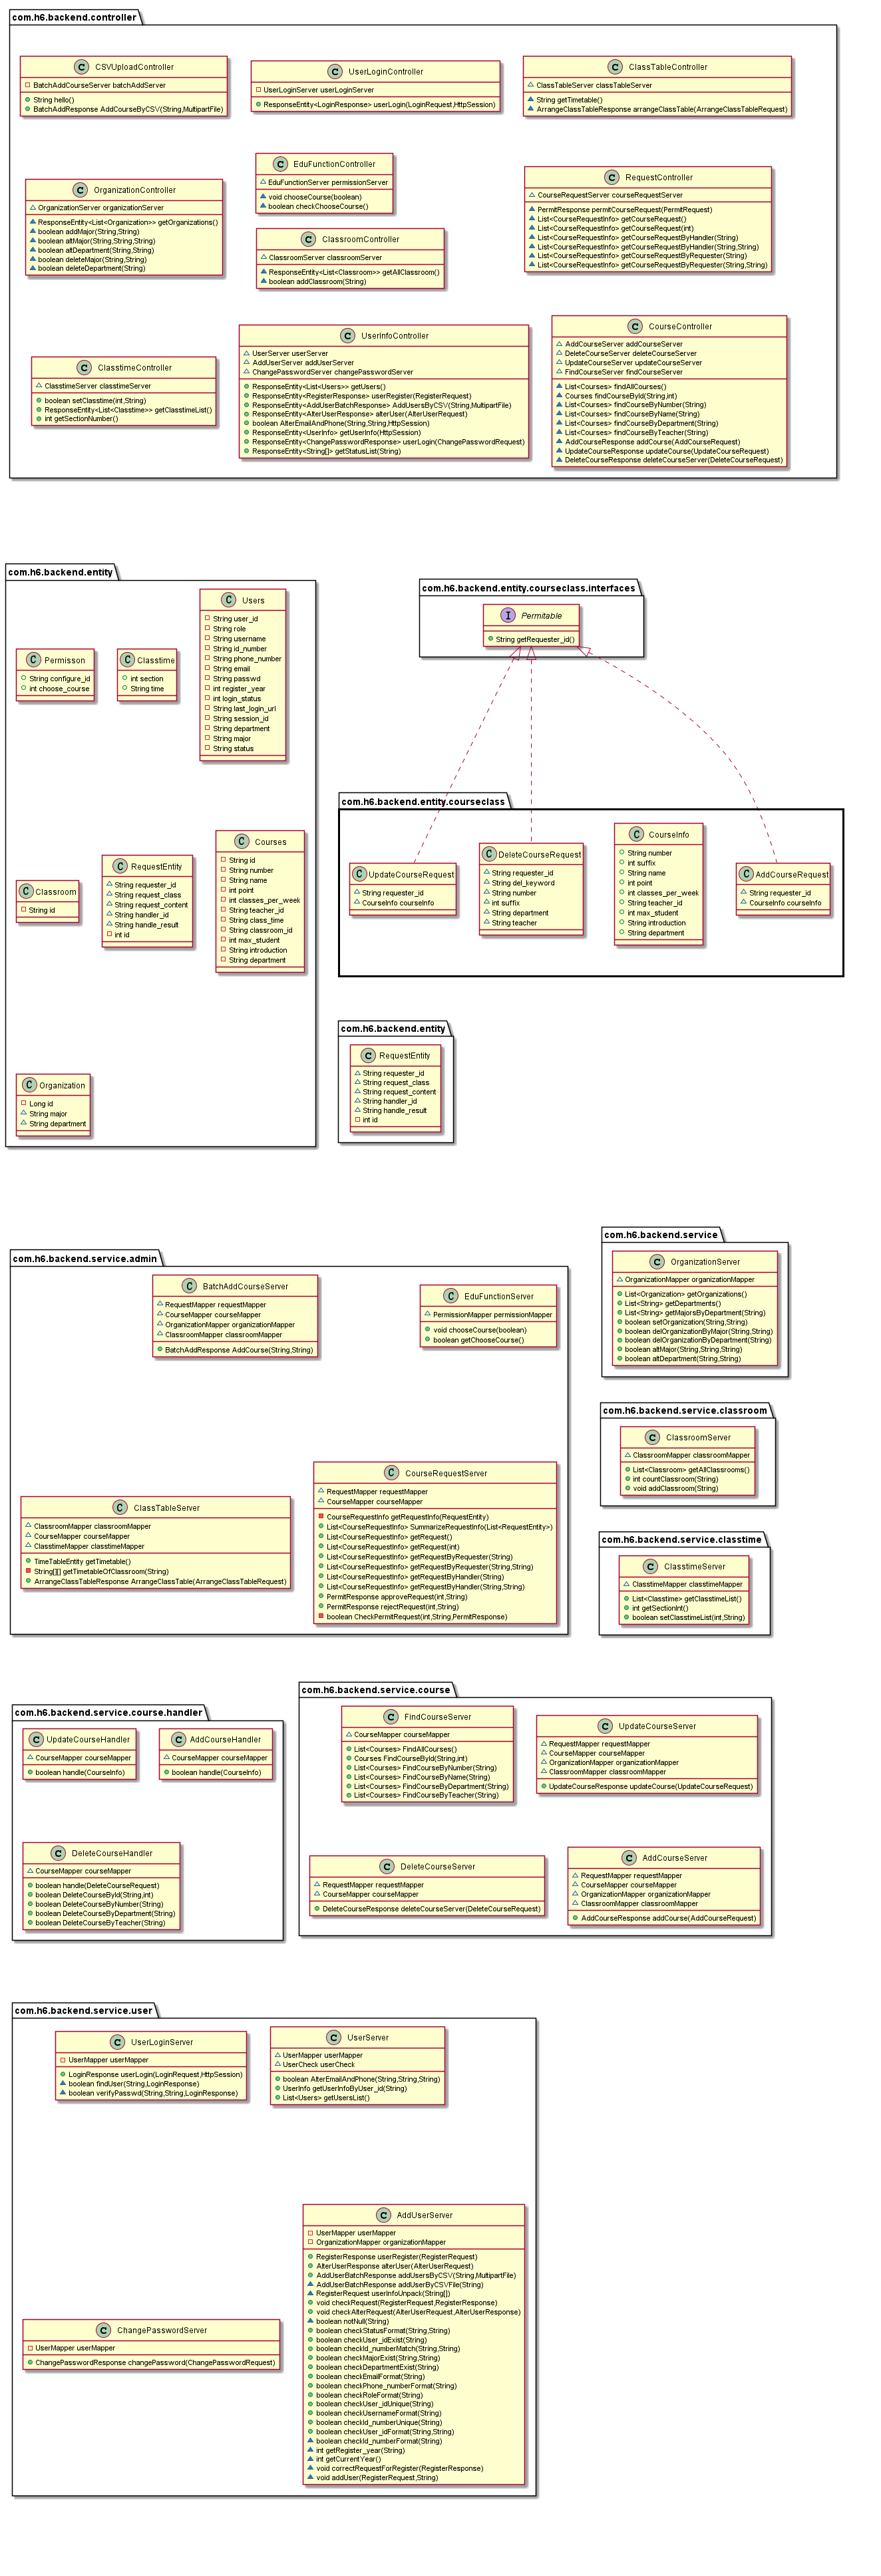 com.h6.backend.controller
CSVUploadController
BatchAddCourseServer batchAddServer
String hello()
BatchAddResponse AddCourseByCSV(String,MultipartFile)
UserLoginController
UserLoginServer userLoginServer
ResponseEntity<LoginResponse> userLogin(LoginRequest,HttpSession)
ClassTableController
ClassTableServer classTableServer
String getTimetable()
ArrangeClassTableResponse arrangeClassTable(ArrangeClassTableRequest)
OrganizationController
OrganizationServer organizationServer
ResponseEntity<List<Organization>> getOrganizations()
boolean addMajor(String,String)
boolean altMajor(String,String,String)
boolean altDepartment(String,String)
boolean deleteMajor(String,String)
boolean deleteDepartment(String)
EduFunctionController
EduFunctionServer permissionServer
void chooseCourse(boolean)
boolean checkChooseCourse()
ClassroomController
ClassroomServer classroomServer
ResponseEntity<List<Classroom>> getAllClassroom()
boolean addClassroom(String)
RequestController
CourseRequestServer courseRequestServer
PermitResponse permitCourseRequest(PermitRequest)
List<CourseRequestInfo> getCourseRequest()
List<CourseRequestInfo> getCourseRequest(int)
List<CourseRequestInfo> getCourseRequestByHandler(String)
List<CourseRequestInfo> getCourseRequestByHandler(String,String)
List<CourseRequestInfo> getCourseRequestByRequester(String)
List<CourseRequestInfo> getCourseRequestByRequester(String,String)
ClasstimeController
ClasstimeServer classtimeServer
boolean setClasstime(int,String)
ResponseEntity<List<Classtime>> getClasstimeList()
int getSectionNumber()
UserInfoController
UserServer userServer
AddUserServer addUserServer
ChangePasswordServer changePasswordServer
ResponseEntity<List<Users>> getUsers()
ResponseEntity<RegisterResponse> userRegister(RegisterRequest)
ResponseEntity<AddUserBatchResponse> AddUsersByCSV(String,MultipartFile)
ResponseEntity<AlterUserResponse> alterUser(AlterUserRequest)
boolean AlterEmailAndPhone(String,String,HttpSession)
ResponseEntity<UserInfo> getUserInfo(HttpSession)
ResponseEntity<ChangePasswordResponse> userLogin(ChangePasswordRequest)
ResponseEntity<String[]> getStatusList(String)
CourseController
AddCourseServer addCourseServer
DeleteCourseServer deleteCourseServer
UpdateCourseServer updateCourseServer
FindCourseServer findCourseServer
List<Courses> findAllCourses()
Courses findCourseById(String,int)
List<Courses> findCourseByNumber(String)
List<Courses> findCourseByName(String)
List<Courses> findCourseByDepartment(String)
List<Courses> findCourseByTeacher(String)
AddCourseResponse addCourse(AddCourseRequest)
UpdateCourseResponse updateCourse(UpdateCourseRequest)
DeleteCourseResponse deleteCourseServer(DeleteCourseRequest)
com.h6.backend.entity
Permisson
String configure_id
int choose_course
Classtime
int section
String time
Users
String user_id
String role
String username
String id_number
String phone_number
String email
String passwd
int register_year
int login_status
String last_login_url
String session_id
String department
String major
String status
Classroom
String id
RequestEntity
String requester_id
String request_class
String request_content
String handler_id
String handle_result
int id
Courses
String id
String number
String name
int point
int classes_per_week
String teacher_id
String class_time
String classroom_id
int max_student
String introduction
String department
Organization
Long id
String major
String department
com.h6.backend.entity.courseclass.interfaces
Permitable
String getRequester_id()
com.h6.backend.entity.courseclass
UpdateCourseRequest
String requester_id
CourseInfo courseInfo
DeleteCourseRequest
String requester_id
String del_keyword
String number
int suffix
String department
String teacher
CourseInfo
String number
int suffix
String name
int point
int classes_per_week
String teacher_id
int max_student
String introduction
String department
AddCourseRequest
String requester_id
CourseInfo courseInfo
com.h6.backend.entity
RequestEntity
String requester_id
String request_class
String request_content
String handler_id
String handle_result
int id
com.h6.backend.service.admin
BatchAddCourseServer
RequestMapper requestMapper
CourseMapper courseMapper
OrganizationMapper organizationMapper
ClassroomMapper classroomMapper
BatchAddResponse AddCourse(String,String)
EduFunctionServer
PermissionMapper permissionMapper
void chooseCourse(boolean)
boolean getChooseCourse()
ClassTableServer
ClassroomMapper classroomMapper
CourseMapper courseMapper
ClasstimeMapper classtimeMapper
TimeTableEntity getTimetable()
String[][] getTimetableOfClassroom(String)
ArrangeClassTableResponse ArrangeClassTable(ArrangeClassTableRequest)
CourseRequestServer
RequestMapper requestMapper
CourseMapper courseMapper
CourseRequestInfo getRequestInfo(RequestEntity)
List<CourseRequestInfo> SummarizeRequestInfo(List<RequestEntity>)
List<CourseRequestInfo> getRequest()
List<CourseRequestInfo> getRequest(int)
List<CourseRequestInfo> getRequestByRequester(String)
List<CourseRequestInfo> getRequestByRequester(String,String)
List<CourseRequestInfo> getRequestByHandler(String)
List<CourseRequestInfo> getRequestByHandler(String,String)
PermitResponse approveRequest(int,String)
PermitResponse rejectRequest(int,String)
boolean CheckPermitRequest(int,String,PermitResponse)
com.h6.backend.service
OrganizationServer
OrganizationMapper organizationMapper
List<Organization> getOrganizations()
List<String> getDepartments()
List<String> getMajorsByDepartment(String)
boolean setOrganization(String,String)
boolean delOrganizationByMajor(String,String)
boolean delOrganizationByDepartment(String)
boolean altMajor(String,String,String)
boolean altDepartment(String,String)
com.h6.backend.service.classroom
ClassroomServer
ClassroomMapper classroomMapper
List<Classroom> getAllClassrooms()
int countClassroom(String)
void addClassroom(String)
com.h6.backend.service.classtime
ClasstimeServer
ClasstimeMapper classtimeMapper
List<Classtime> getClasstimeList()
int getSectionInt()
boolean setClasstimeList(int,String)
com.h6.backend.service.course.handler
UpdateCourseHandler
CourseMapper courseMapper
boolean handle(CourseInfo)
AddCourseHandler
CourseMapper courseMapper
boolean handle(CourseInfo)
DeleteCourseHandler
CourseMapper courseMapper
boolean handle(DeleteCourseRequest)
boolean DeleteCourseById(String,int)
boolean DeleteCourseByNumber(String)
boolean DeleteCourseByDepartment(String)
boolean DeleteCourseByTeacher(String)
com.h6.backend.service.course
FindCourseServer
CourseMapper courseMapper
List<Courses> FindAllCourses()
Courses FindCourseById(String,int)
List<Courses> FindCourseByNumber(String)
List<Courses> FindCourseByName(String)
List<Courses> FindCourseByDepartment(String)
List<Courses> FindCourseByTeacher(String)
UpdateCourseServer
RequestMapper requestMapper
CourseMapper courseMapper
OrganizationMapper organizationMapper
ClassroomMapper classroomMapper
UpdateCourseResponse updateCourse(UpdateCourseRequest)
DeleteCourseServer
RequestMapper requestMapper
CourseMapper courseMapper
DeleteCourseResponse deleteCourseServer(DeleteCourseRequest)
AddCourseServer
RequestMapper requestMapper
CourseMapper courseMapper
OrganizationMapper organizationMapper
ClassroomMapper classroomMapper
AddCourseResponse addCourse(AddCourseRequest)
com.h6.backend.service.user
UserLoginServer
UserMapper userMapper
LoginResponse userLogin(LoginRequest,HttpSession)
boolean findUser(String,LoginResponse)
boolean verifyPasswd(String,String,LoginResponse)
UserServer
UserMapper userMapper
UserCheck userCheck
boolean AlterEmailAndPhone(String,String,String)
UserInfo getUserInfoByUser_id(String)
List<Users> getUsersList()
ChangePasswordServer
UserMapper userMapper
ChangePasswordResponse changePassword(ChangePasswordRequest)
AddUserServer
UserMapper userMapper
OrganizationMapper organizationMapper
RegisterResponse userRegister(RegisterRequest)
AlterUserResponse alterUser(AlterUserRequest)
AddUserBatchResponse addUsersByCSV(String,MultipartFile)
AddUserBatchResponse addUserByCSVFile(String)
RegisterRequest userInfoUnpack(String[])
void checkRequest(RegisterRequest,RegisterResponse)
void checkAlterRequest(AlterUserRequest,AlterUserResponse)
boolean notNull(String)
boolean checkStatusFormat(String,String)
boolean checkUser_idExist(String)
boolean checkId_numberMatch(String,String)
boolean checkMajorExist(String,String)
boolean checkDepartmentExist(String)
boolean checkEmailFormat(String)
boolean checkPhone_numberFormat(String)
boolean checkRoleFormat(String)
boolean checkUser_idUnique(String)
boolean checkUsernameFormat(String)
boolean checkId_numberUnique(String)
boolean checkUser_idFormat(String,String)
boolean checkId_numberFormat(String)
int getRegister_year(String)
int getCurrentYear()
void correctRequestForRegister(RegisterResponse)
void addUser(RegisterRequest,String)